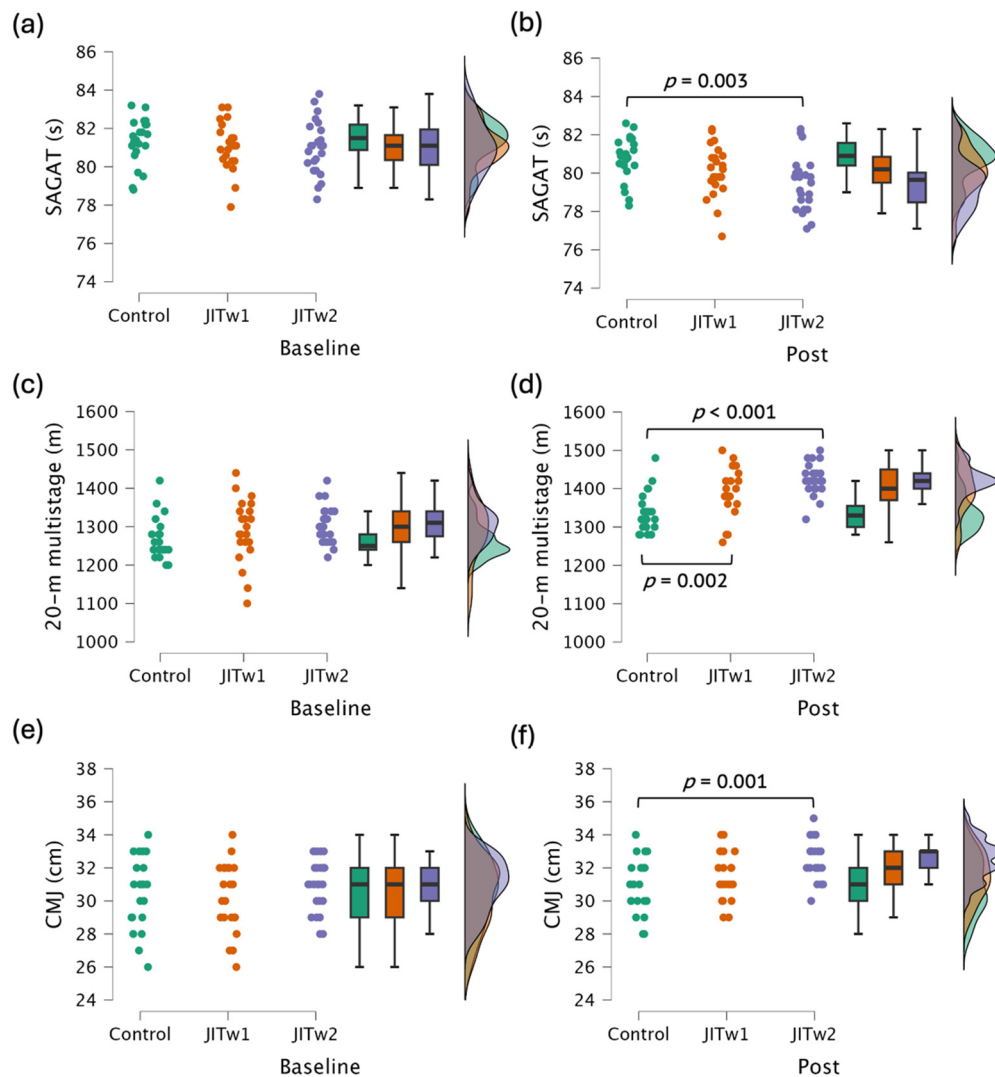 (a)
86
84
82
80
78
76
74
SAGAT (s)
Control JITw1 JITw2
Baseline
(b)
86
84
82
80
78
76
74
SAGAT (s)
p = 0.003
Control JITw1 JITw2
Post
(c)
1600
1500
1400
1300
1200
1100
1000
20-m multistage (m)
Control JITw1 JITw2
Baseline
(d)
1600
1500
1400
1300
1200
1100
1000
20-m multistage (m)
p < 0.001
p = 0.002
Control JITw1 JITw2
Post
(e)
38
36
34
32
30
28
26
24
CMJ (cm)
Control JITw1 JITw2
Baseline
(f)
38
36
34
32
30
28
26
24
CMJ (cm)
p = 0.001
Control JITw1 JITw2
Post